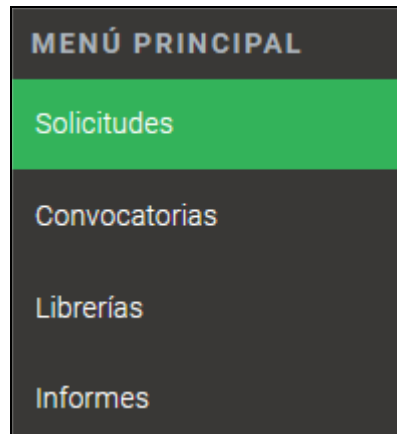 MENÚ PRINCIPAL
Solicitudes
Convocatorias
Librerías
Informes